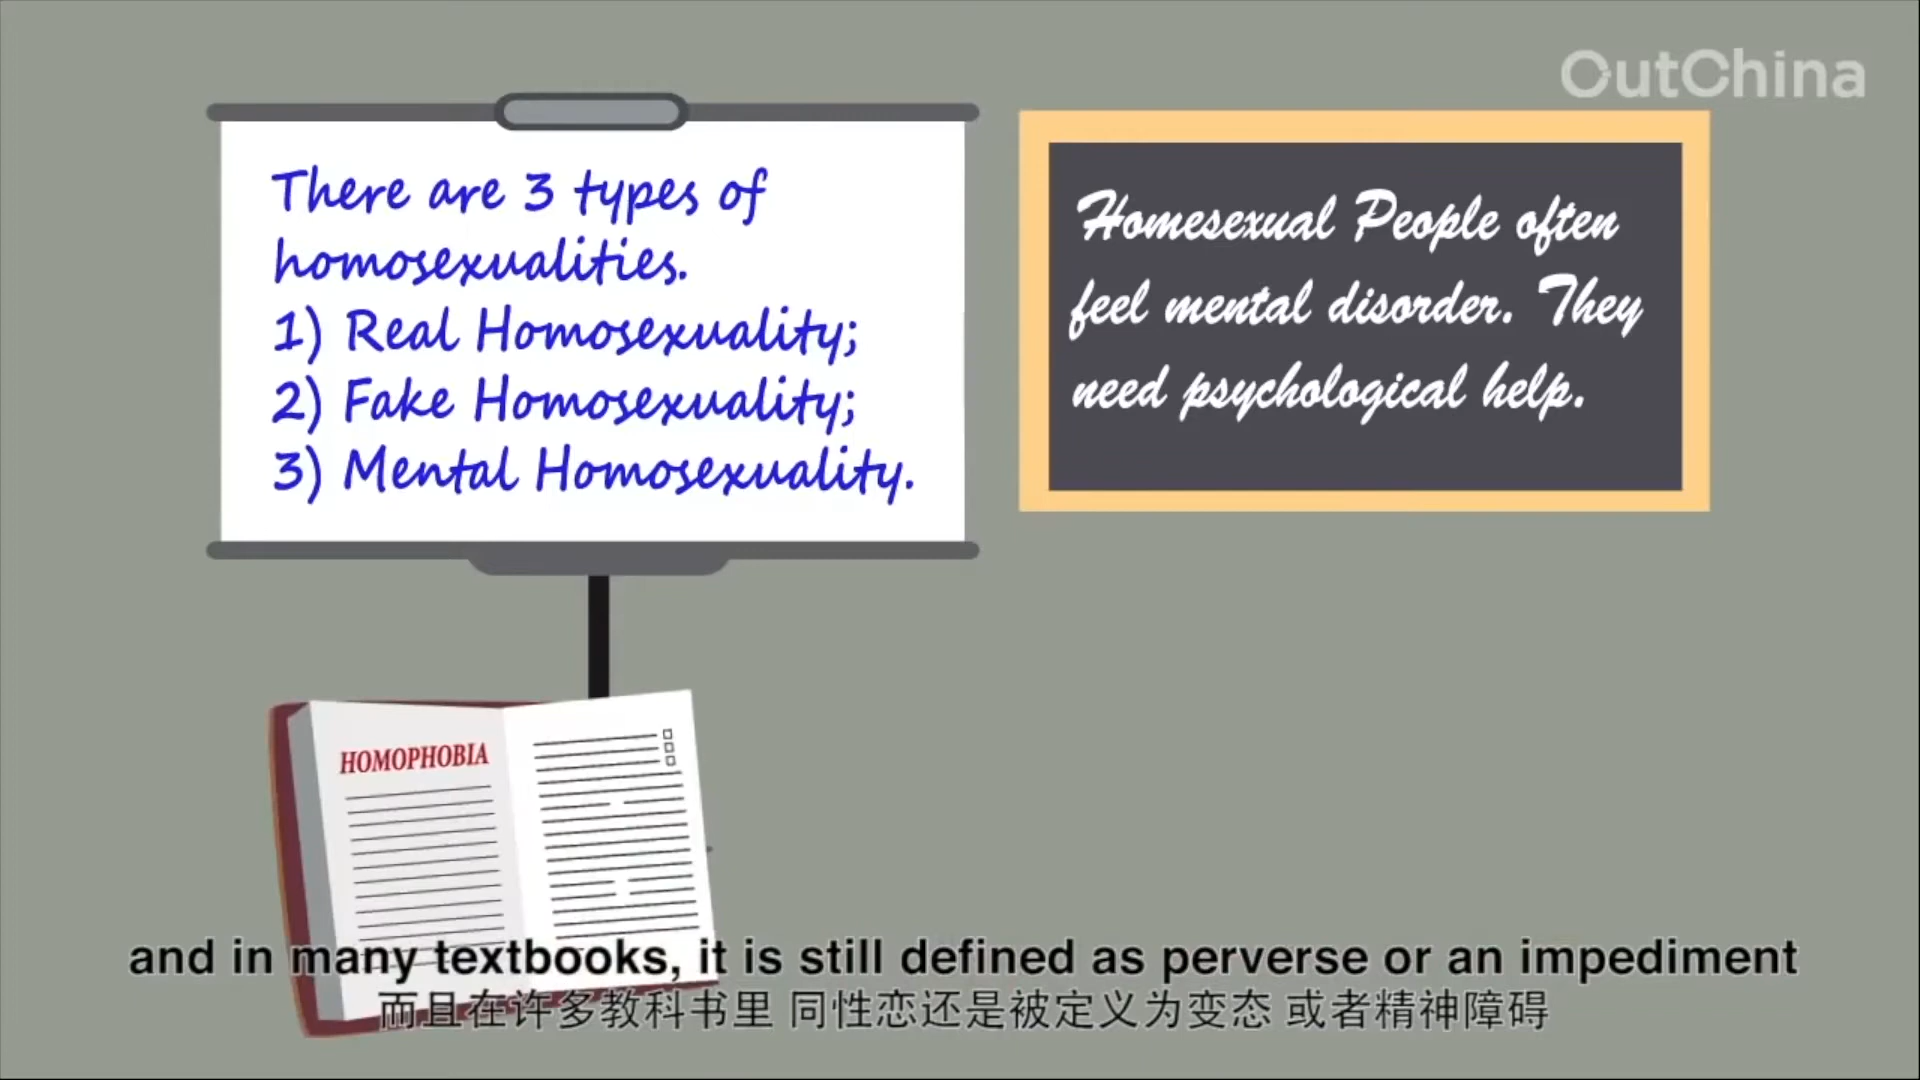 OutChina
There are 3 types of
homosexualities.
1) Real Homosexuality;
2) Fake Homosexuality;
3) Mental Homosexuality.
Homesexual People often
feel mental disorder. They
need psychological help.
HOMOPHOBIA
and in many textbooks, it is still defined as perverse or an impediment
而且在许多教科书里 同性恋还是被定义为变态 或者精神障碍